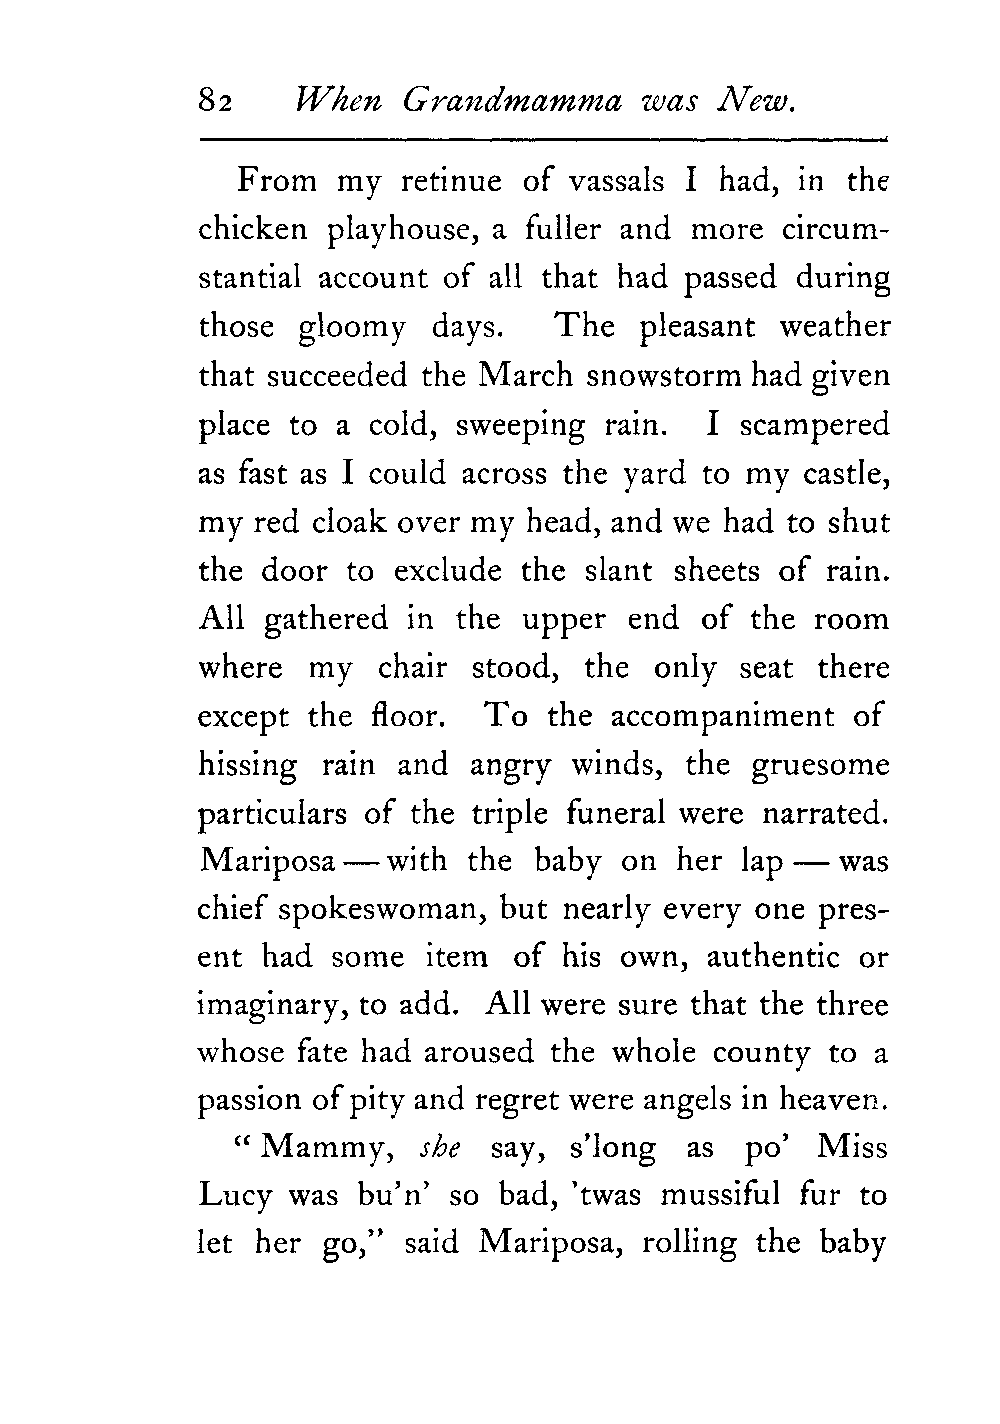 82 When Grandmamma was New.
From my retinue of vassals I had, in the
chicken playhouse, a fuller and more circum-
stantial account of all that had passed during
those gloomy days. The pleasant weather
that succeeded the March snowstorm had given
place to a cold, sweeping rain. I scampered
as fast as I could across the yard to my castle,
my red cloak over my head, and we had to shut
the door to exclude the slant sheets of rain.
All gathered in the upper end of the room
where my chair stood, the only seat there
except the floor. To the accompaniment of
hissing rain and angry winds, the gruesome
particulars of the triple funeral were narrated.
Mariposa — with the baby on her lap — was
chief spokeswoman, but nearly every one pres-
ent had some item of his own, authentic or
imaginary, to add. All were sure that the three
whose fate had aroused the whole county to a
passion of pity and regret were angels in heaven.
“Mammy, she say, s’long as po’ Miss
Lucy was bu’n’ so bad, ’twas mussiful fur to
let her go,” said Mariposa, rolling the baby